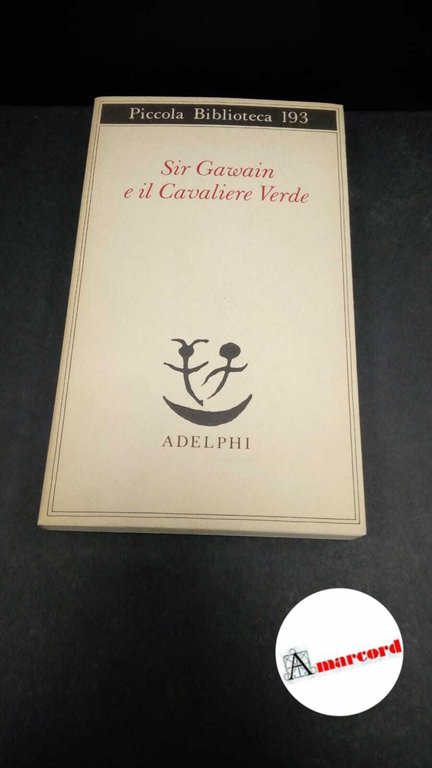 Piccola Biblioteca 193
Sir Gawain
e il Cavaliere Verde
ADELPHI
Amarcord